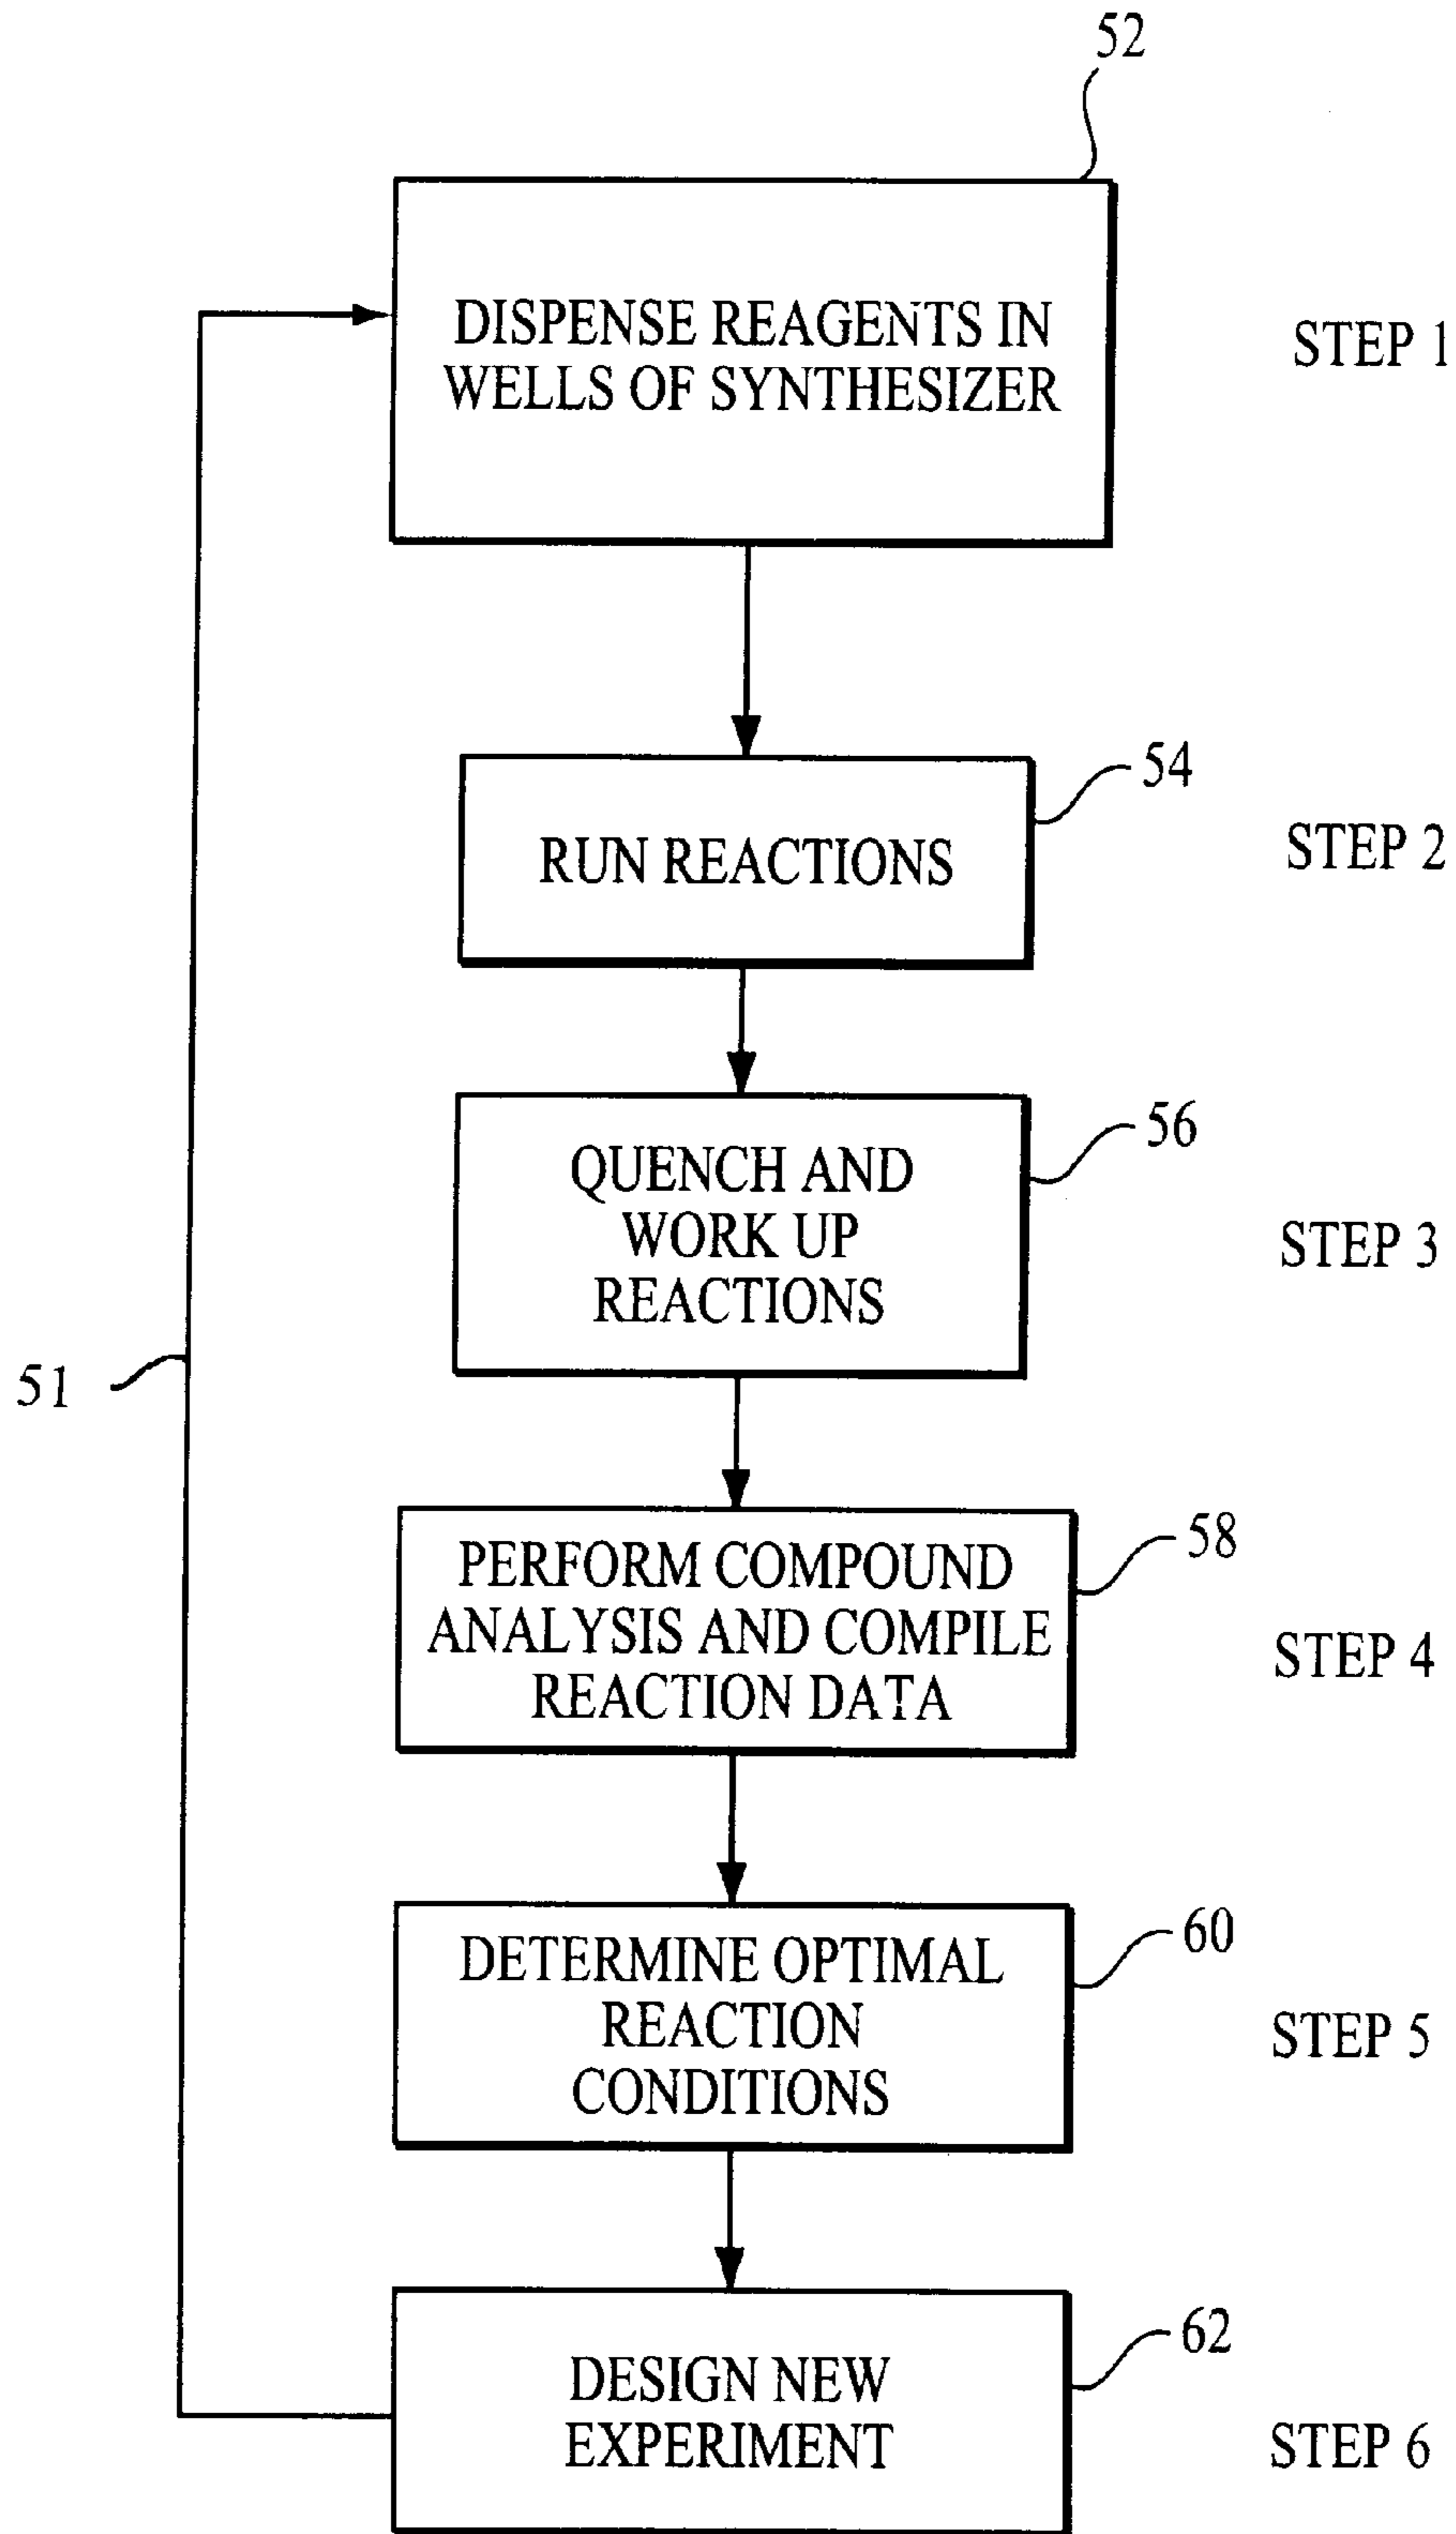 52
DISPENSE REAGENTS IN
WELLS OF SYNTHESIZER
STEP 1
54
RUN REACTIONS
STEP 2
56
QUENCH AND
WORK UP
REACTIONS
STEP 3
51
58
PERFORM COMPOUND
ANALYSIS AND COMPILE
REACTION DATA
STEP 4
60
DETERMINE OPTIMAL
REACTION
CONDITIONS
STEP 5
62
DESIGN NEW
EXPERIMENT
STEP 6